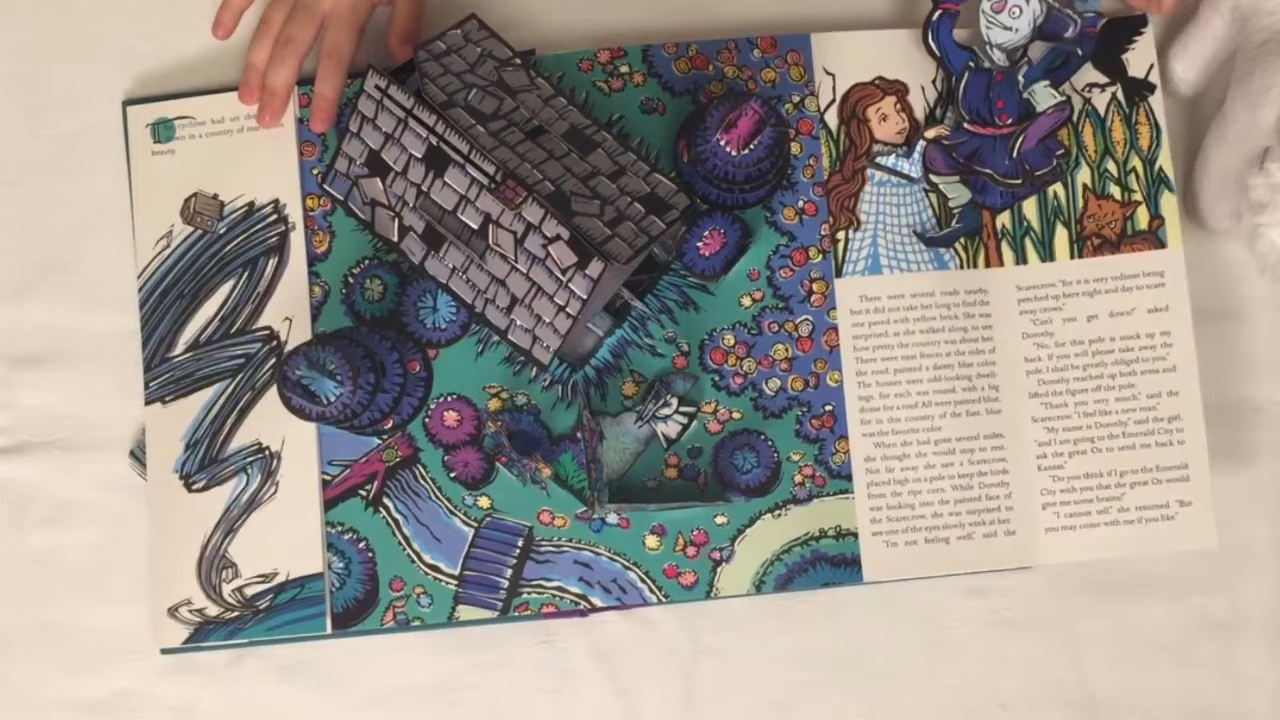 cyclone had set the
down in a country of
beauty.
There were several roads nearby,
but it did not take her long to find the
one paved with yellow brick. She was
surprised, as she walked along, to see
how pretty the country was about her.
There were neat fences at the sides of
the road, painted a dainty blue color.
The houses were odd-looking dwell-
ings, for each was round, with a big
dome for a roof. All were painted blue,
for in this country of the East, blue
was the favorite color.
When she had gone several miles,
she thought she would stop to rest.
Not far away she saw a Scarecrow,
placed high on a pole to keep the birds
from the ripe corn. While Dorothy
was looking into the painted face of
the Scarecrow, she was surprised to
see one of the eyes slowly wink at her.
"I'm not feeling well," said the
Scarecrow, "for it is very tedious being
perched up here night and day to scare
away crows."
"Can't you get down?" asked
Dorothy.
"No, for this pole is stuck up my
back. If you will please take away the
pole, I shall be greatly obliged to you."
Dorothy reached up both arms and
lifted the figure off the pole.
"Thank you very much," said the
Scarecrow. "I feel like a new man."
"My name is Dorothy," said the girl,
"and I am going to the Emerald City to
ask the great Oz to send me back to
Kansas."
"Do you think if I go to the Emerald
City with you that the great Oz would
give me some brains?"
"I cannot tell," she returned. "But
you may come with me if you like."